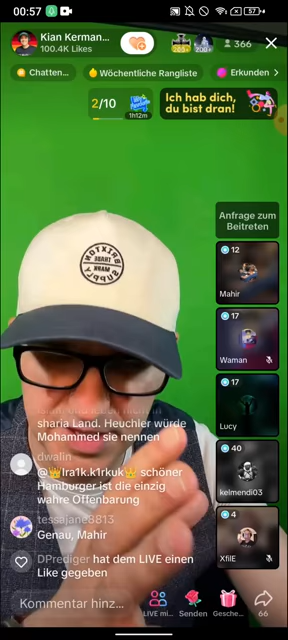 00:57
57
Kian Kerman...
100.4K Likes
366
Chatten...
Wöchentliche Rangliste
Erkunden
2/10
1h12m
Ich hab dich,
du bist dran!
Anfrage zum
Beitreten
12
Mahir
17
Waman
17
Lucy
40
kelmendi03
4
XfilE
sharia Land. Heuchler würde
Mohammed sie nennen
dwalin
@👑1ra1k.k1rkuk👑 schöner
Hamburger ist die einzig
wahre Offenbarung
tessajane8813
Genau, Mahir
DPrediger hat dem LIVE einen
Like gegeben
Kommentar hinz...
LIVE mi...
Senden
Gesche...
66